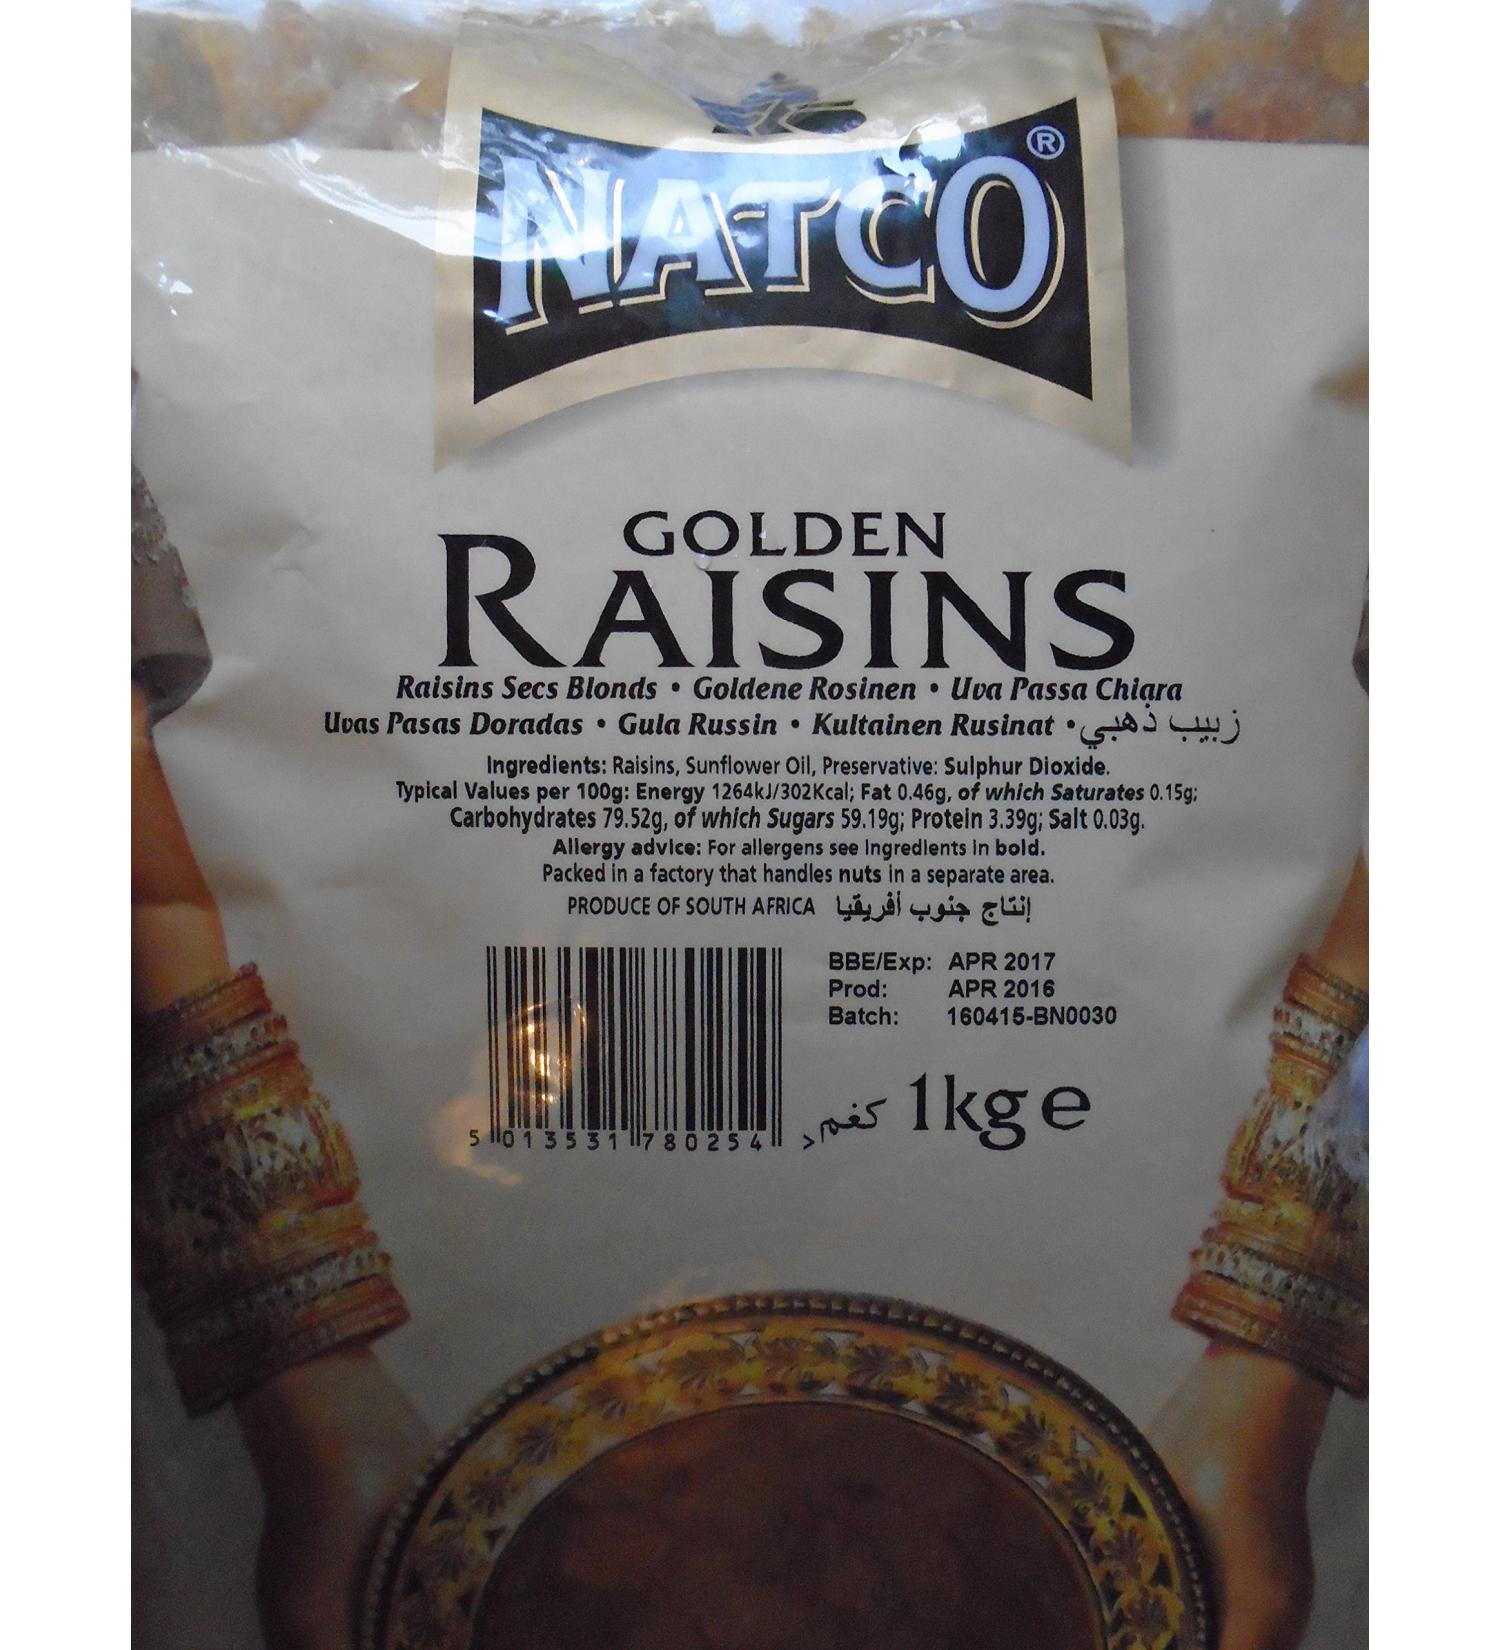 NATCO®
GOLDEN
RAISINS
Raisins Secs Blonds • Goldene Rosinen • Uva Passa Chiara
Uvas Pasas Doradas • Gula Russin • Kultainen Rusinat • زبيب ذهبي
Ingredients: Raisins, Sunflower Oil, Preservative: Sulphur Dioxide.
Typical Values per 100g: Energy 1264kJ/302Kcal; Fat 0.46g, of which Saturates 0.15g;
Carbohydrates 79.52g, of which Sugars 59.19g; Protein 3.39g; Salt 0.03g.
Allergy advice: For allergens see Ingredients in bold.
Packed in a factory that handles nuts in a separate area.
PRODUCE OF SOUTH AFRICA إنتاج جنوب أفريقيا
BBE/Exp: APR 2017
Prod: APR 2016
Batch: 160415-BN0030
5 013531 780254 >
كغم 1kg e